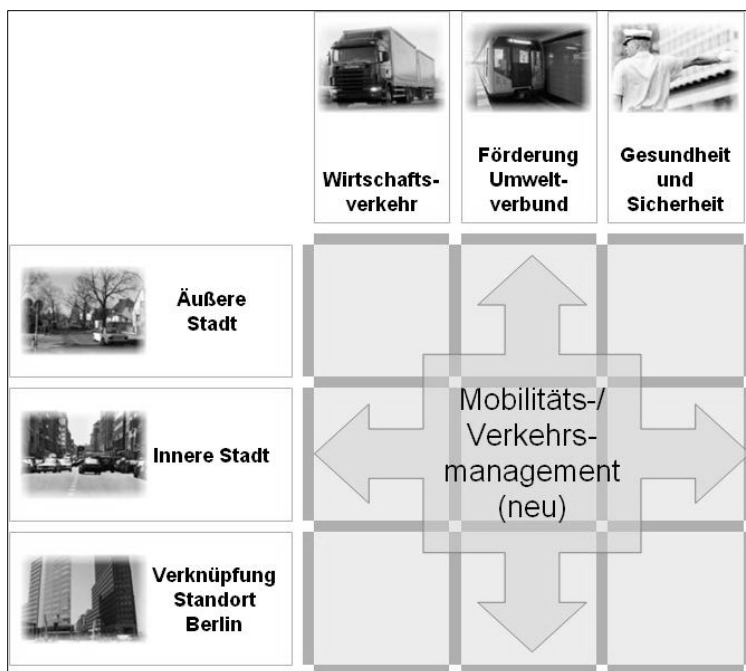 Wirtschafts-
verkehr
Förderung
Umwelt-
verbund
Gesundheit
und
Sicherheit
Äußere
Stadt
Innere Stadt
Verknüpfung
Standort
Berlin
Mobilitäts-/
Verkehrs-
management
(neu)